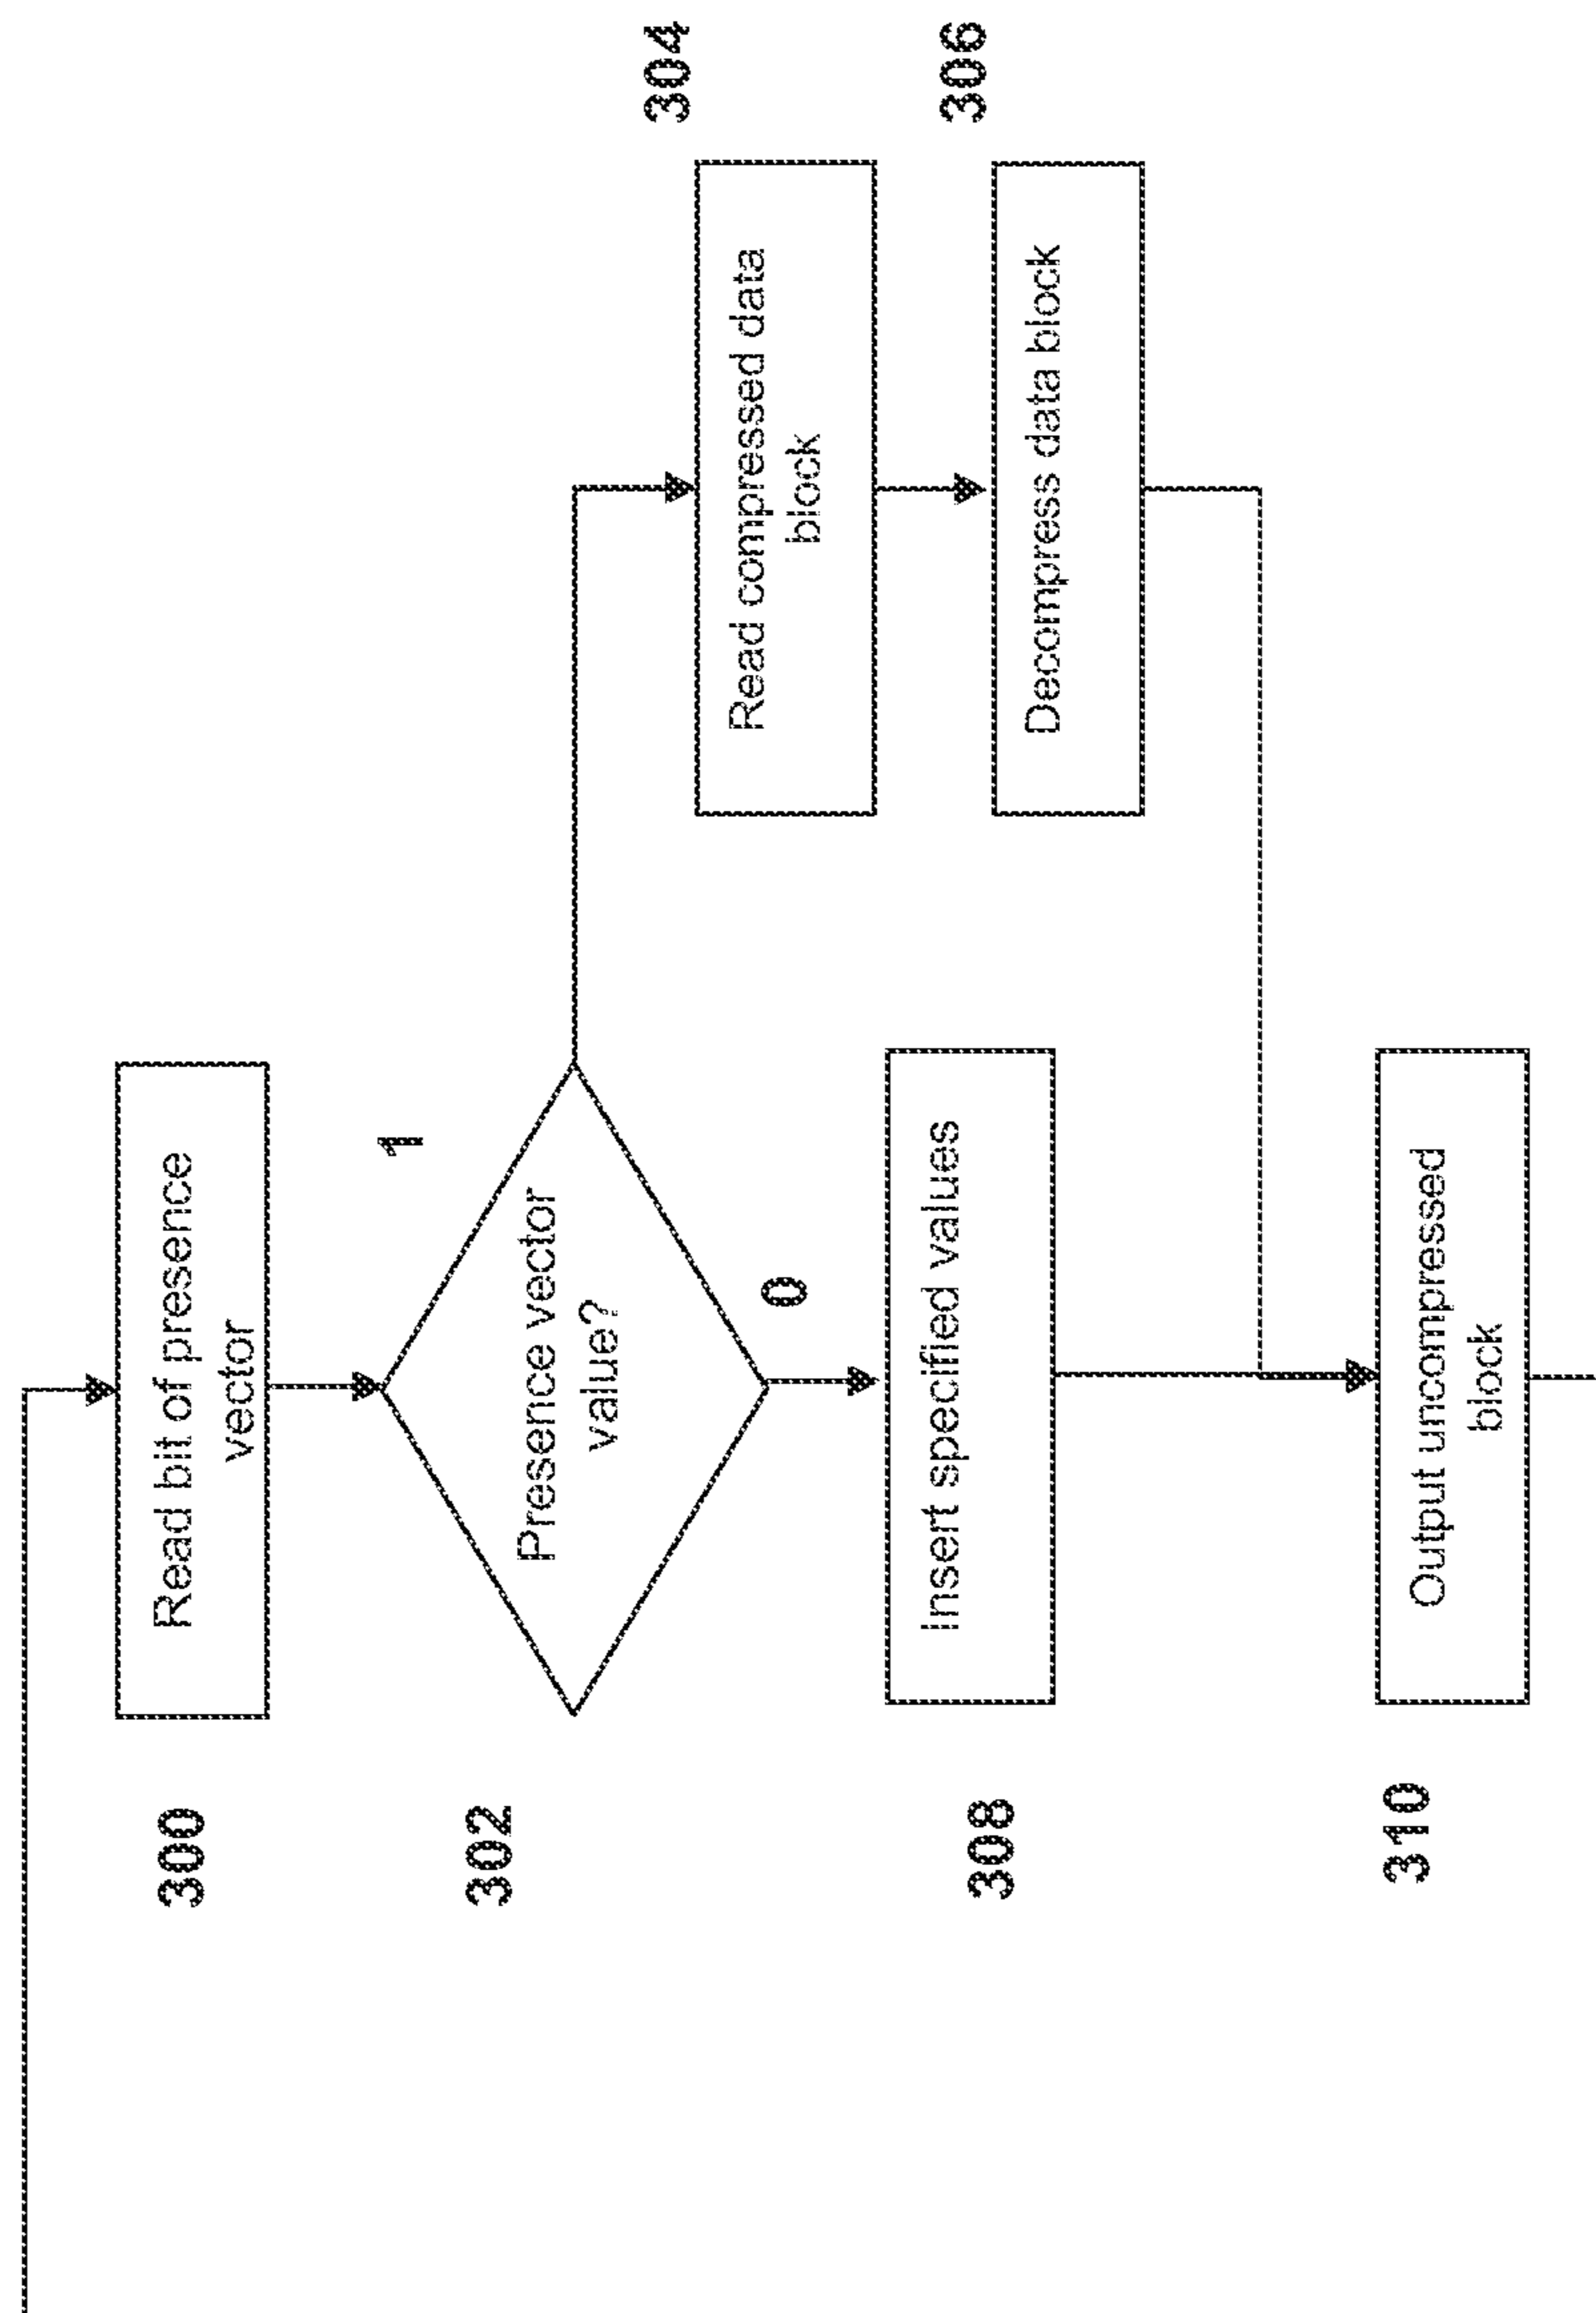 300
Read bit of presence
vector
302
Presence vector
value?
1
0
304
Read compressed data
block
306
Decompress data block
308
Insert specified values
310
Output uncompressed
block